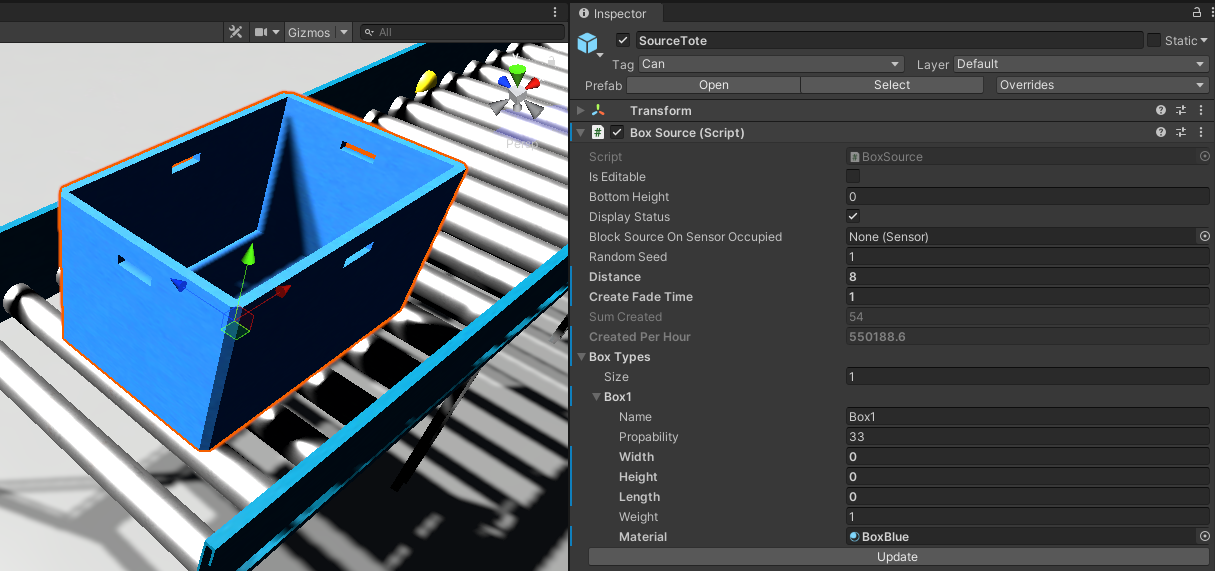 Inspector
Gizmos
All
SourceTote
Static
Tag
Can
Layer
Default
Prefab
Open
Select
Overrides
Transform
Box Source (Script)
Script
BoxSource
Is Editable
Bottom Height
0
Display Status
Block Source On Sensor Occupied
None (Sensor)
Random Seed
1
Distance
8
Create Fade Time
1
Sum Created
54
Created Per Hour
550188.6
Box Types
Size
1
Box1
Name
Box1
Propability
33
Width
0
Height
0
Length
0
Weight
1
Material
BoxBlue
Update
Persp